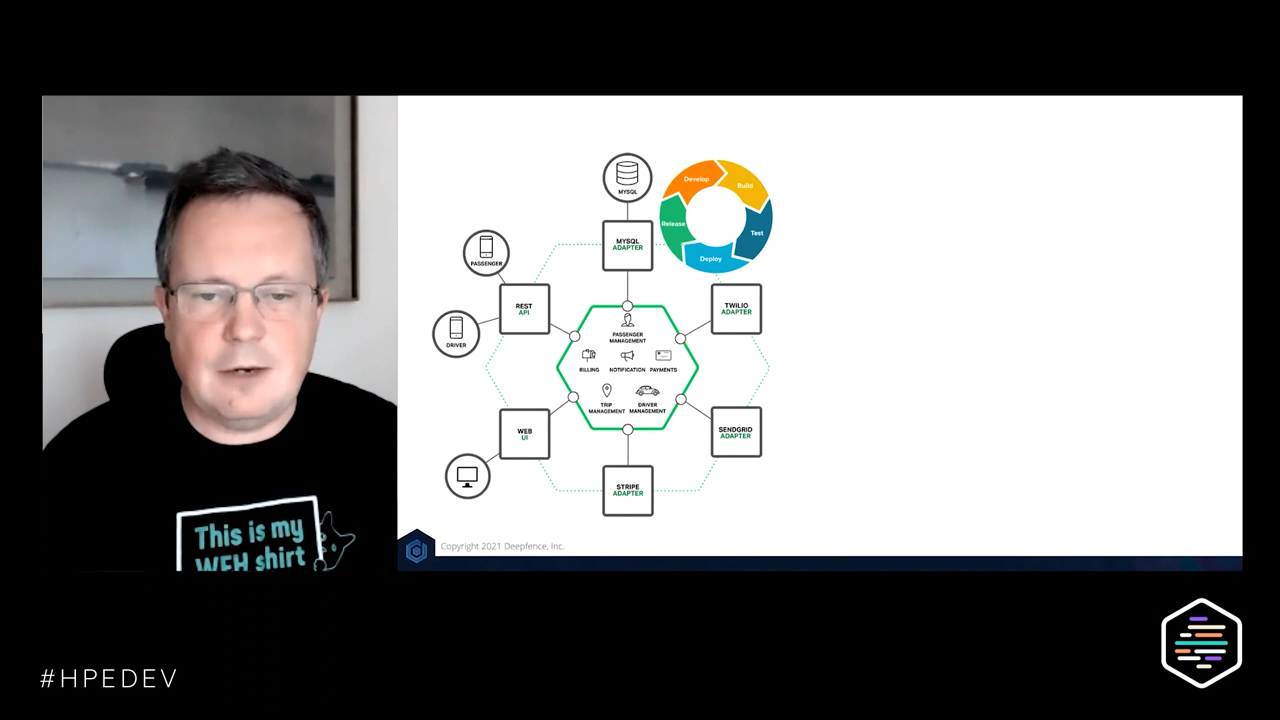 MYSQL
Develop
Build
Release
Test
Deploy
MYSQL
ADAPTER
PASSENGER
REST
API
TWILIO
ADAPTER
DRIVER
PASSENGER
MANAGEMENT
BILLING
NOTIFICATION
PAYMENTS
TRIP
MANAGEMENT
DRIVER
MANAGEMENT
WEB
UI
SENDGRID
ADAPTER
STRIPE
ADAPTER
This is my
WFH shirt
Copyright 2021 Deepfence, Inc.
#HPEDEV